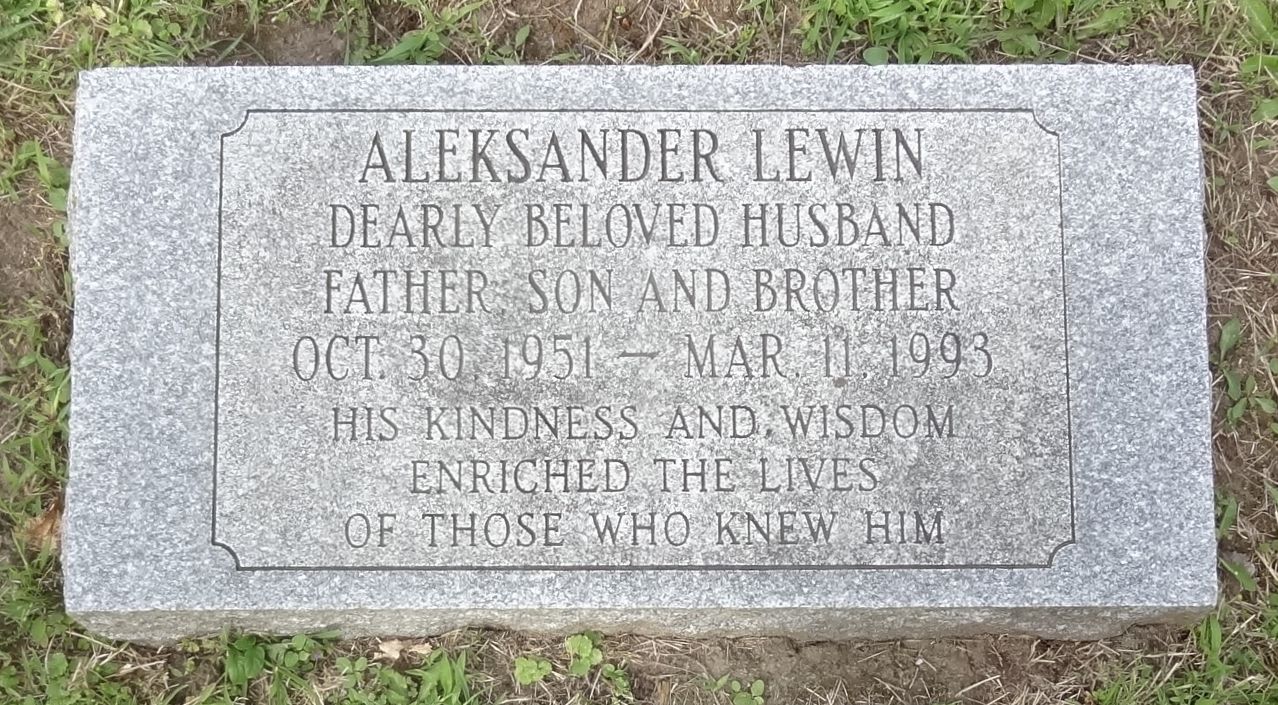 ALEKSANDER LEWIN
DEARLY BELOVED HUSBAND
FATHER, SON AND BROTHER
OCT. 30, 1951 — MAR. 11, 1993
HIS KINDNESS AND WISDOM
ENRICHED THE LIVES
OF THOSE WHO KNEW HIM